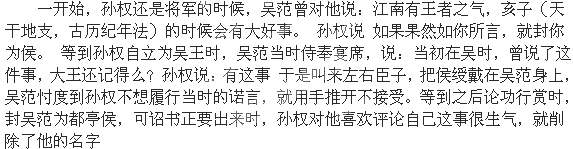 一开始，孙权还是将军的时候，吴范曾对他说：江南有王者之气，亥子（天
干地支，古历纪年法）的时候会有大好事。 孙权说 如果果然如你所言，就封你
为侯。 等到孙权自立为吴王时，吴范当时侍奉宴席，说：当初在吴时，曾说了这
件事，大王还记得么？孙权说：有这事 于是叫来左右臣子，把侯绶戴在吴范身上，
吴范忖度到孙权不想履行当时的诺言，就用手推开不接受。等到之后论功行赏时，
封吴范为都亭侯，可诏书正要出来时，孙权对他喜欢评论自己这事很生气，就削
除了他的名字